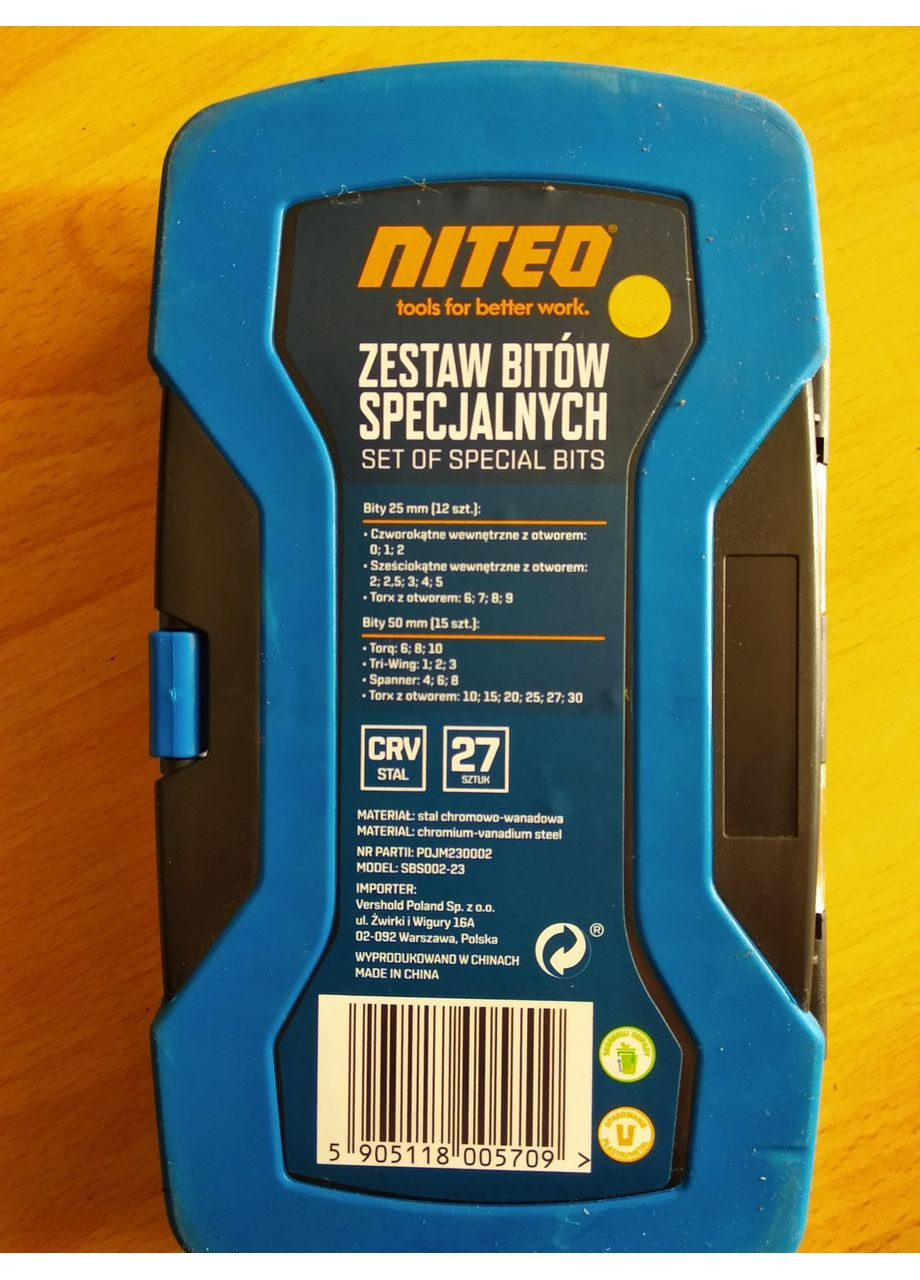 NITEO®
tools for better work.
ZESTAW BITÓW
SPECJALNYCH
SET OF SPECIAL BITS
Bity 25 mm (12 szt.):
• Czworokątne wewnętrzne z otworem:
0; 1; 2
• Sześciokątne wewnętrzne z otworem:
2; 2,5; 3; 4; 5
• Torx z otworem: 6; 7; 8; 9
Bity 50 mm (15 szt.):
• Torq: 6; 8; 10
• Tri-Wing: 1; 2; 3
• Spanner: 4; 6; 8
• Torx z otworem: 10; 15; 20; 25; 27; 30
CRV
STAL
27
SZTUK
MATERIAŁ: stal chromowo-wanadowa
MATERIAL: chromium-vanadium steel
NR PARTII: POJM230002
MODEL: SBS002-23
IMPORTER:
Vershold Poland Sp. z o.o.
ul. Żwirki i Wigury 16A
02-092 Warszawa, Polska
WYPRODUKOWANO W CHINACH
MADE IN CHINA
®
5 905118 005709 >
SEGREGUJ ODPADY